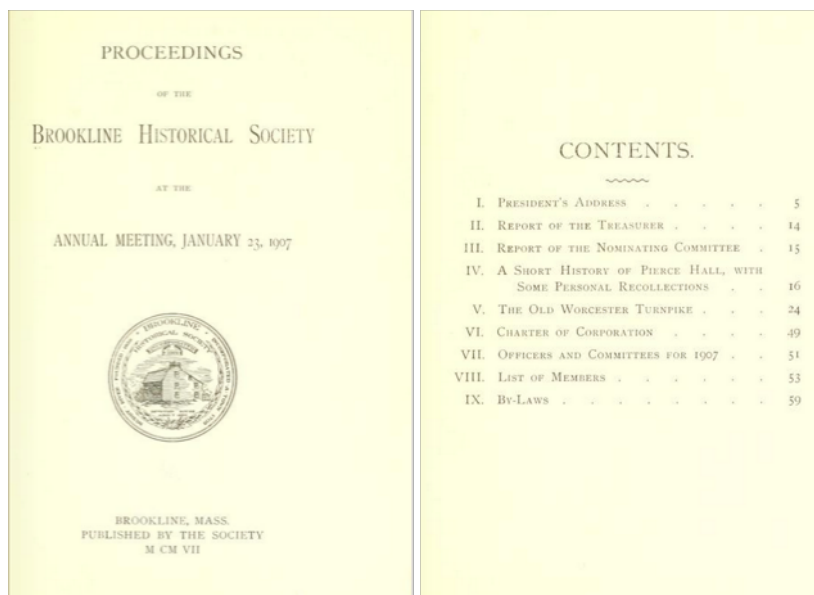 PROCEEDINGS
OF THE
BROOKLINE HISTORICAL SOCIETY
AT THE
ANNUAL MEETING, JANUARY 23, 1907
BROOKLINE
HISTORICAL SOCIETY
BROOKLINE, MASS.
PUBLISHED BY THE SOCIETY
M CM VII
CONTENTS.
I. PRESIDENT'S ADDRESS . . . . . 5
II. REPORT OF THE TREASURER . . . . 14
III. REPORT OF THE NOMINATING COMMITTEE . 15
IV. A SHORT HISTORY OF PIERCE HALL, WITH
SOME PERSONAL RECOLLECTIONS . . 16
V. THE OLD WORCESTER TURNPIKE . . . 24
VI. CHARTER OF CORPORATION . . . . 49
VII. OFFICERS AND COMMITTEES FOR 1907 . . 51
VIII. LIST OF MEMBERS . . . . . . 53
IX. BY-LAWS . . . . . . . . 59